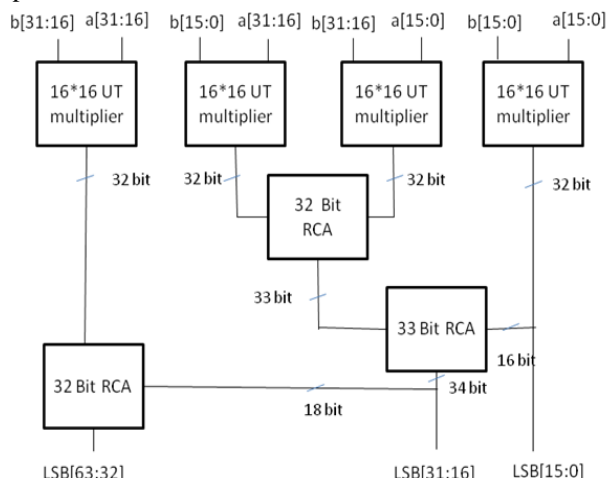 b[31:16] a[31:16] b[15:0] a[31:16] b[31:16] a[15:0] b[15:0] a[15:0]
16*16 UT
multiplier
16*16 UT
multiplier
16*16 UT
multiplier
16*16 UT
multiplier
32 bit
32 bit
32 bit
32 bit
32 Bit
RCA
33 bit
33 Bit RCA
16 bit
32 Bit RCA
34 bit
18 bit
LSB[63:32]
LSB[31:16]
LSB[15:0]